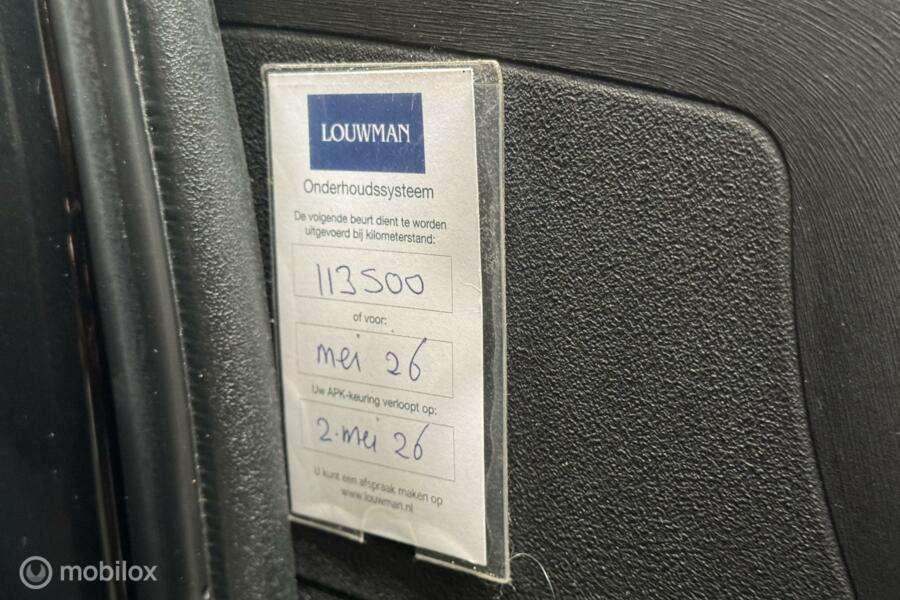 LOUWMAN
Onderhoudssysteem
De volgende beurt dient te worden
uitgevoerd bij kilometerstand:
113500
of voor:
mei 26
Uw APK-keuring verloopt op:
2.mei 26
U kunt een afspraak maken op
www.louwman.nl
mobilox